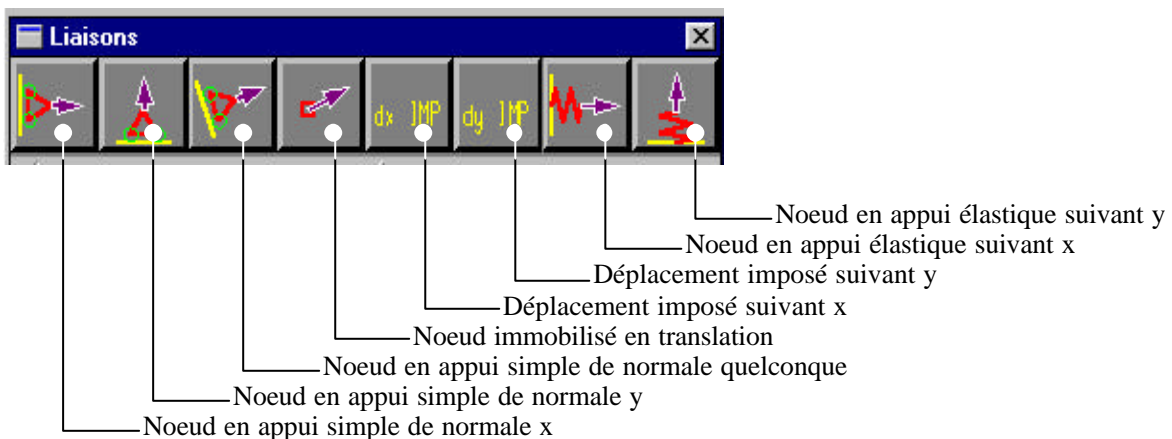 Liaisons
dx IMP dy IMP
Noeud en appui élastique suivant y
Noeud en appui élastique suivant x
Déplacement imposé suivant y
Déplacement imposé suivant x
Noeud immobilisé en translation
Noeud en appui simple de normale quelconque
Noeud en appui simple de normale y
Noeud en appui simple de normale x